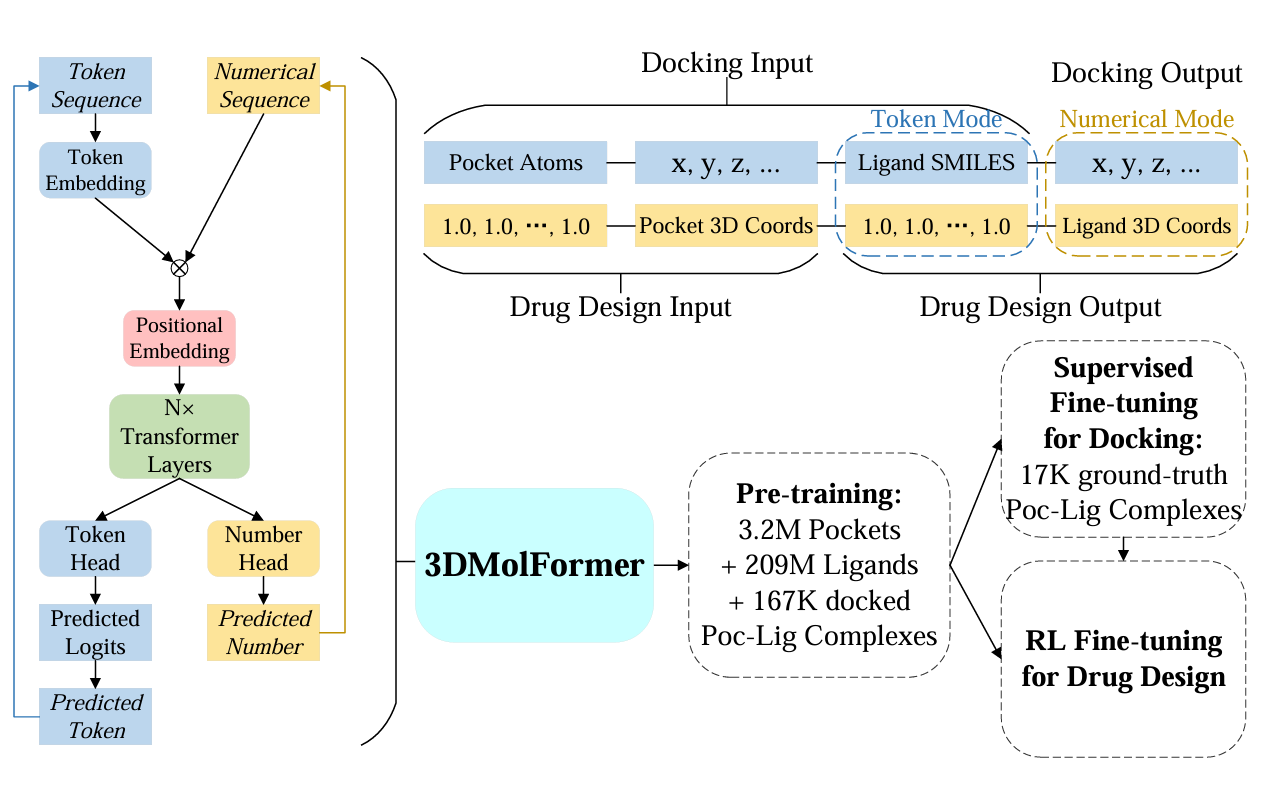 Token
Sequence
Numerical
Sequence
Token
Embedding
Positional
Embedding
N×
Transformer
Layers
Token
Head
Number
Head
Predicted
Logits
Predicted
Number
Predicted
Token
Docking Input
Docking Output
Token Mode
Numerical Mode
Pocket Atoms
x, y, z, ...
Ligand SMILES
x, y, z, ...
1.0, 1.0, ···, 1.0
Pocket 3D Coords
1.0, 1.0, ···, 1.0
Ligand 3D Coords
Drug Design Input
Drug Design Output
3DMolFormer
Pre-training:
3.2M Pockets
+ 209M Ligands
+ 167K docked
Poc-Lig Complexes
Supervised
Fine-tuning
for Docking:
17K ground-truth
Poc-Lig Complexes
RL Fine-tuning
for Drug Design